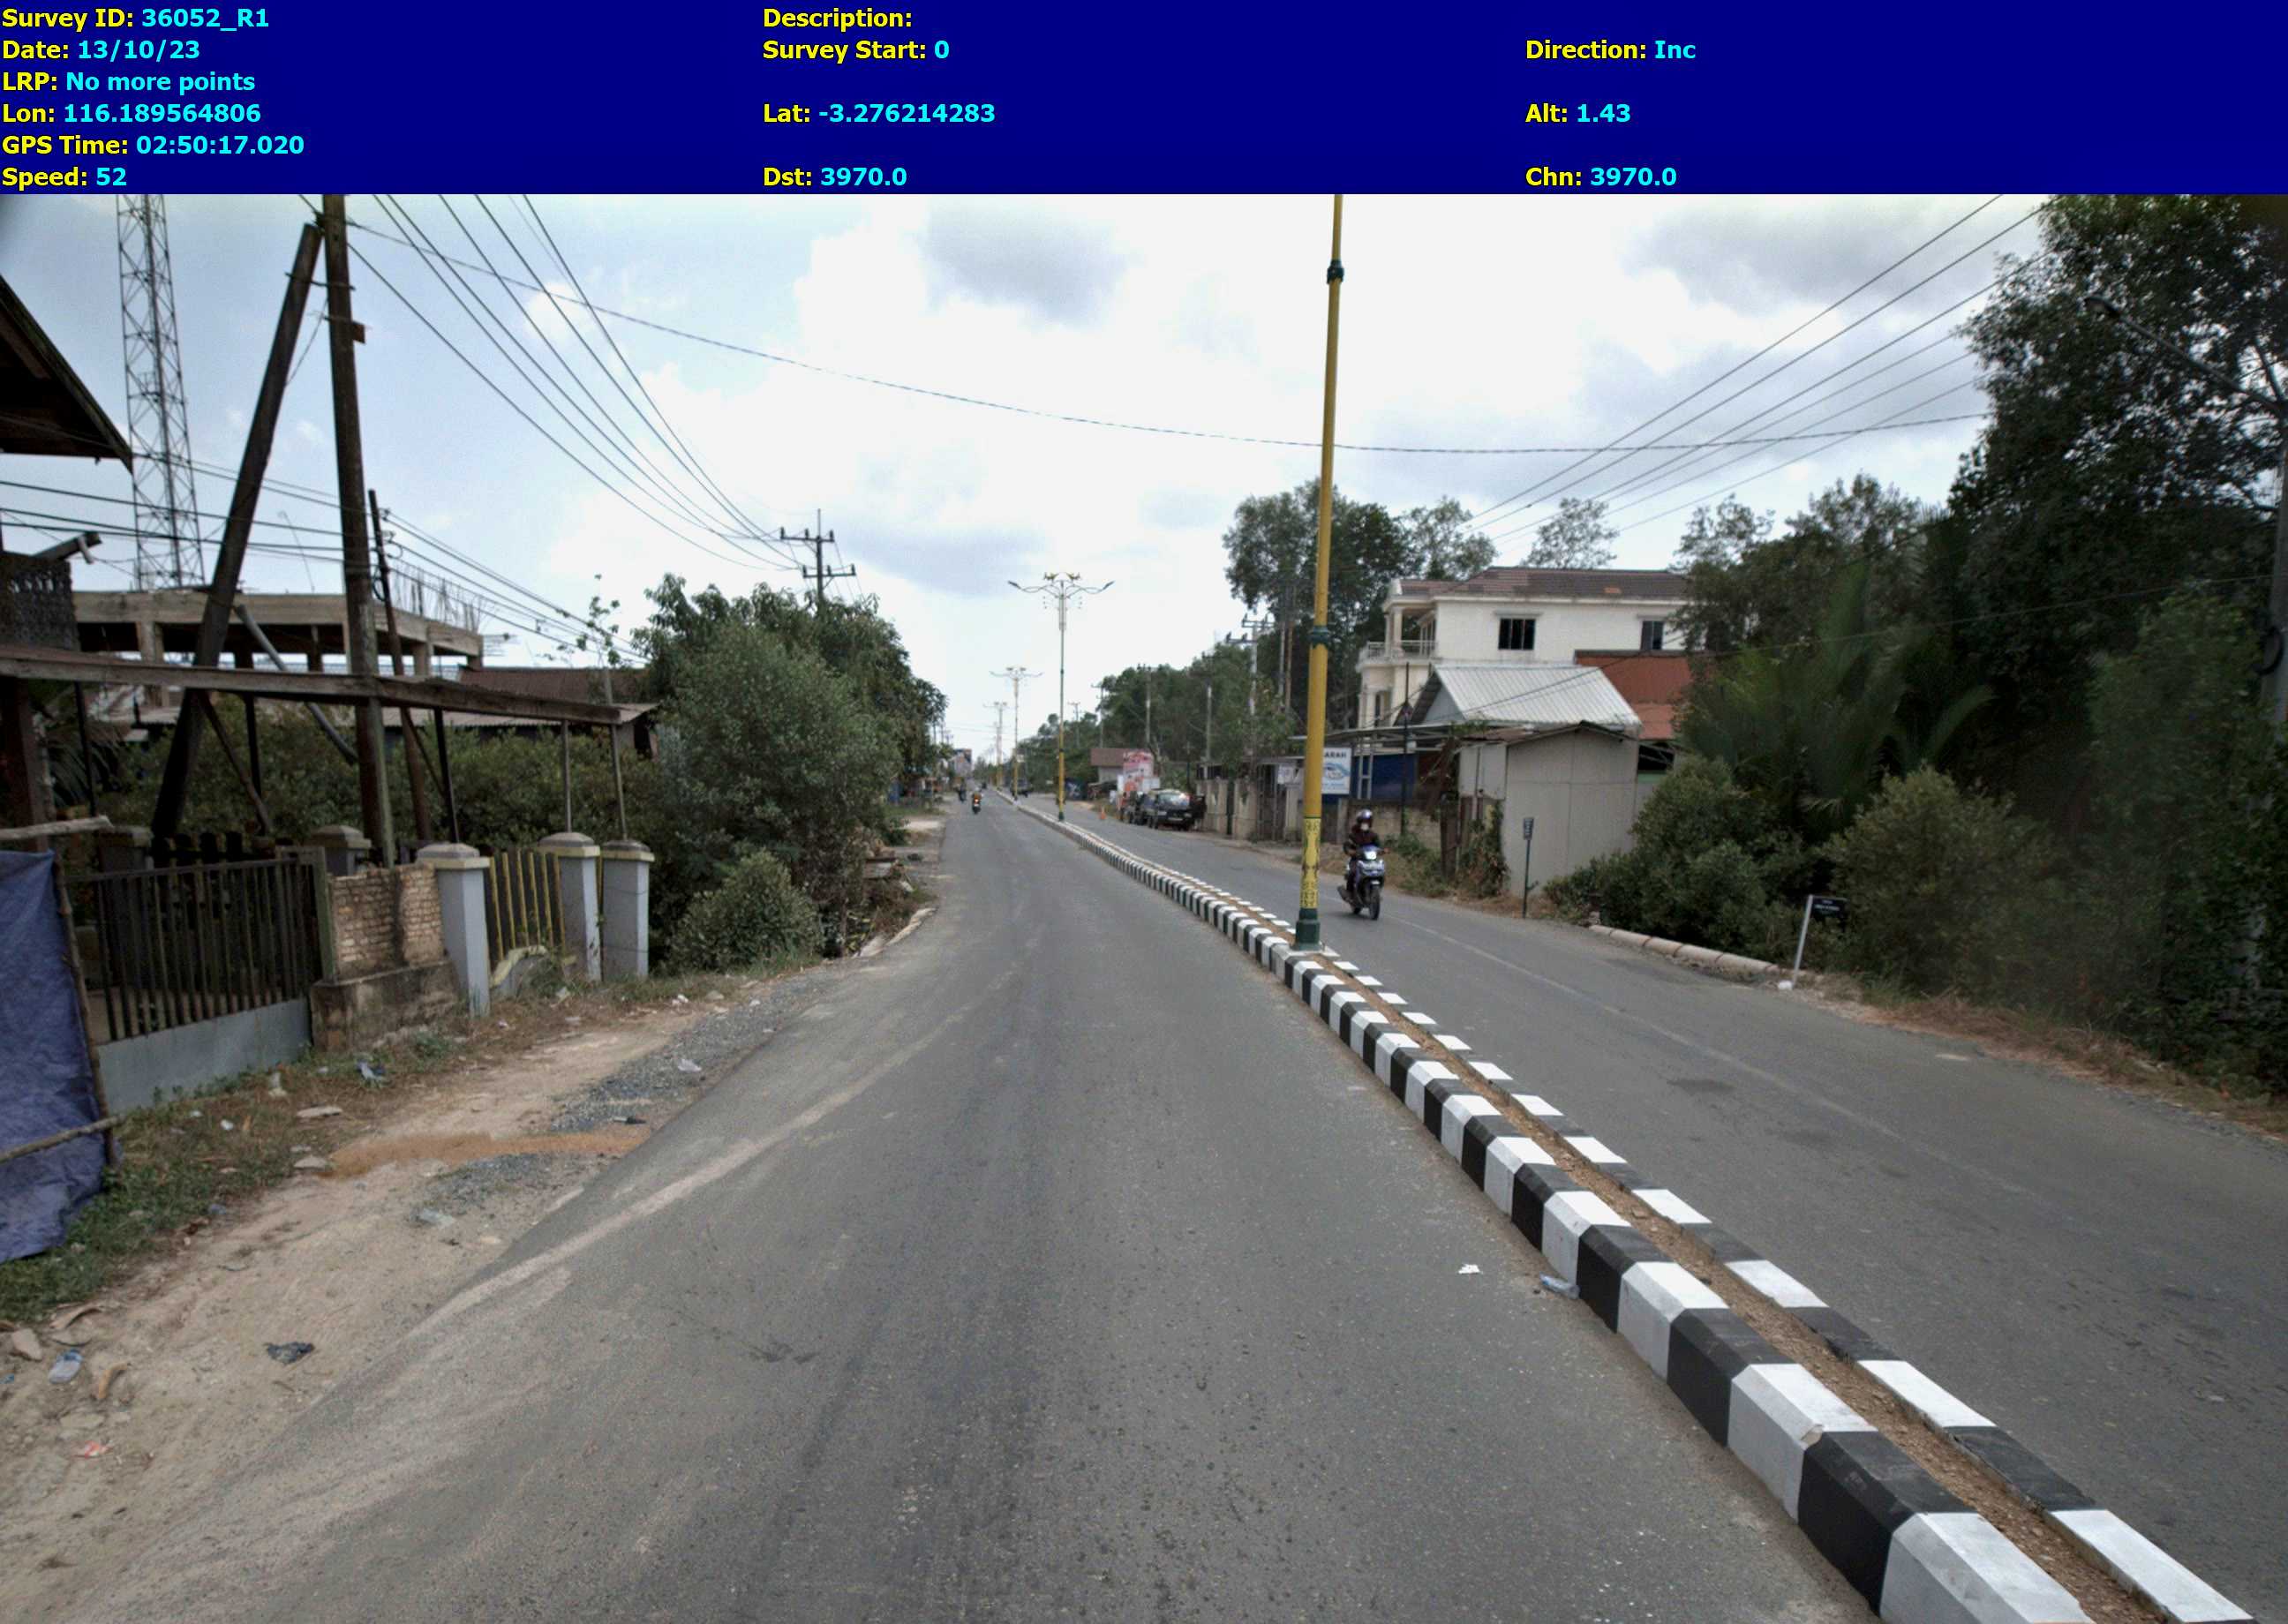 Survey ID: 36052_R1
Description:
Date: 13/10/23
Survey Start: 0
Direction: Inc
LRP: No more points
Lon: 116.189564806
Lat: -3.276214283
Alt: 1.43
GPS Time: 02:50:17.020
Speed: 52
Dst: 3970.0
Chn: 3970.0